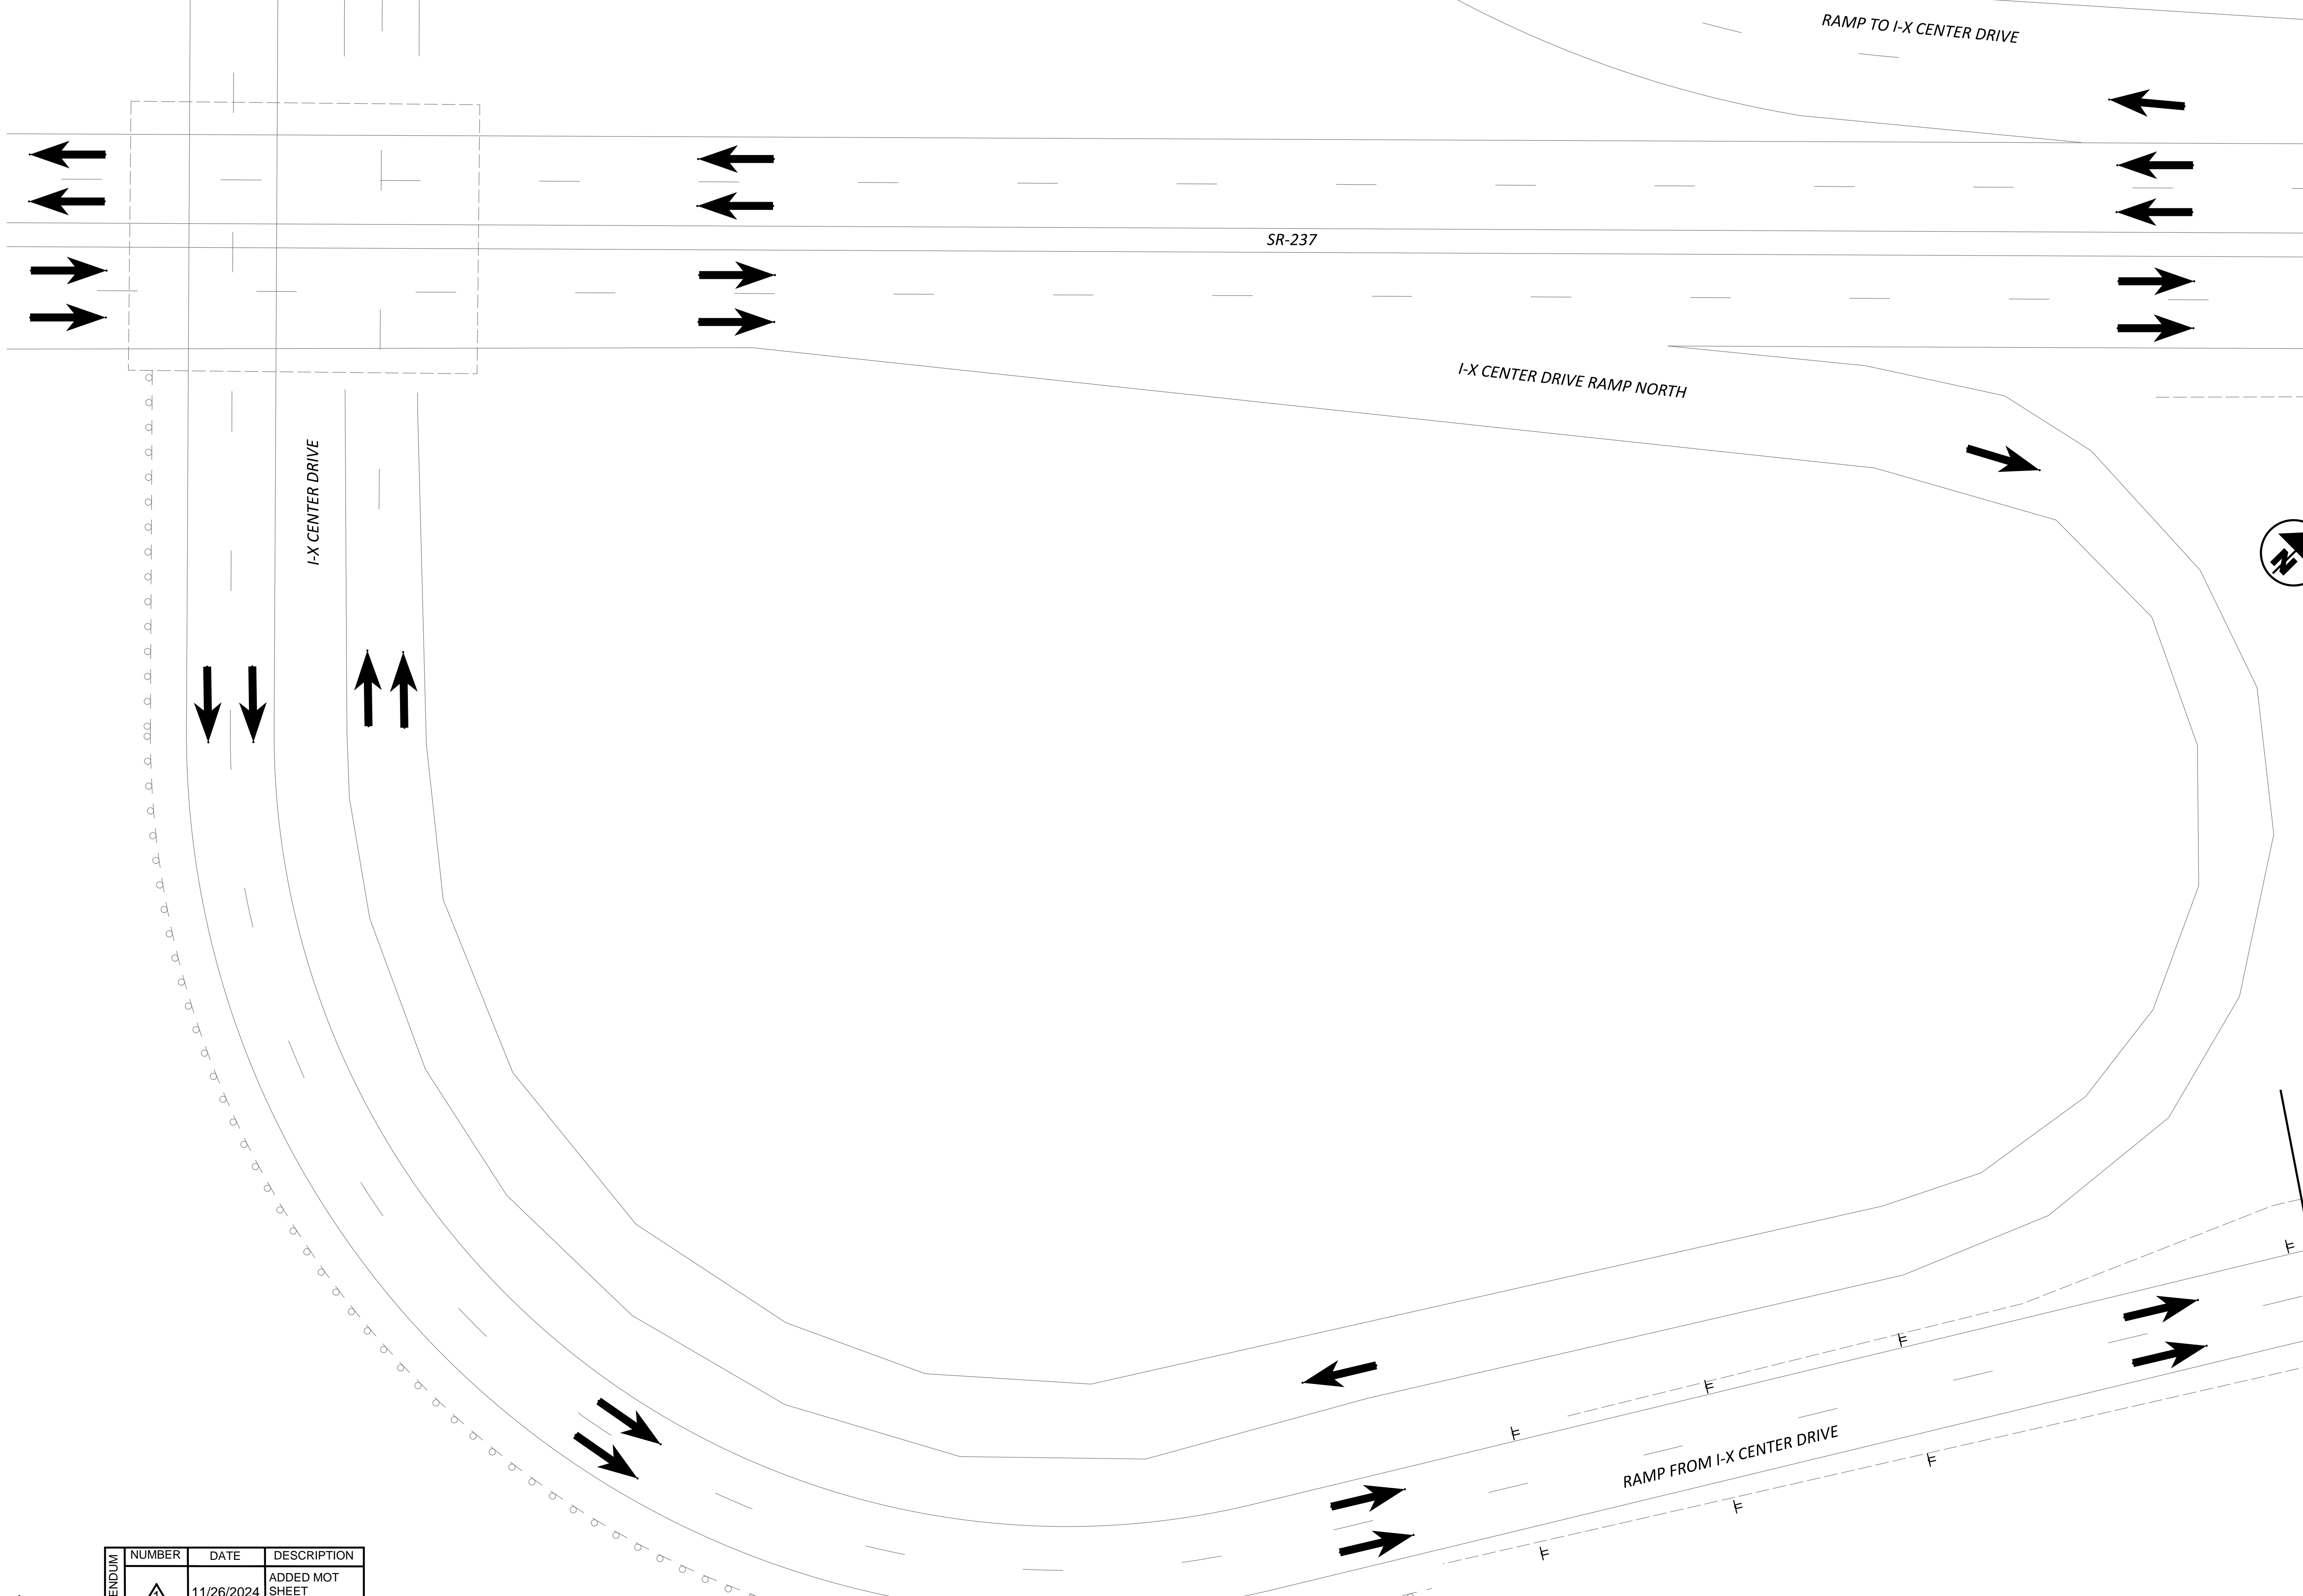 RAMP TO I-X CENTER DRIVE
SR-237
I-X CENTER DRIVE RAMP NORTH
I-X CENTER DRIVE
N
RAMP FROM I-X CENTER DRIVE
NUMBER DATE DESCRIPTION
1 11/26/2024 ADDED MOT
SHEET